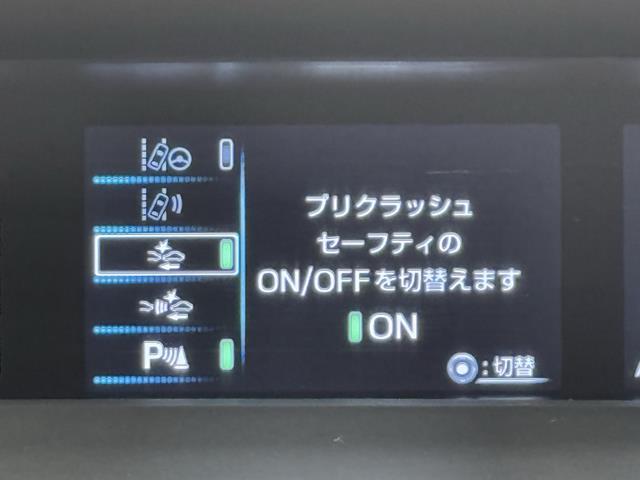 プリクラッシュ
セーフティの
ON/OFFを切替えます
ON
P
:切替